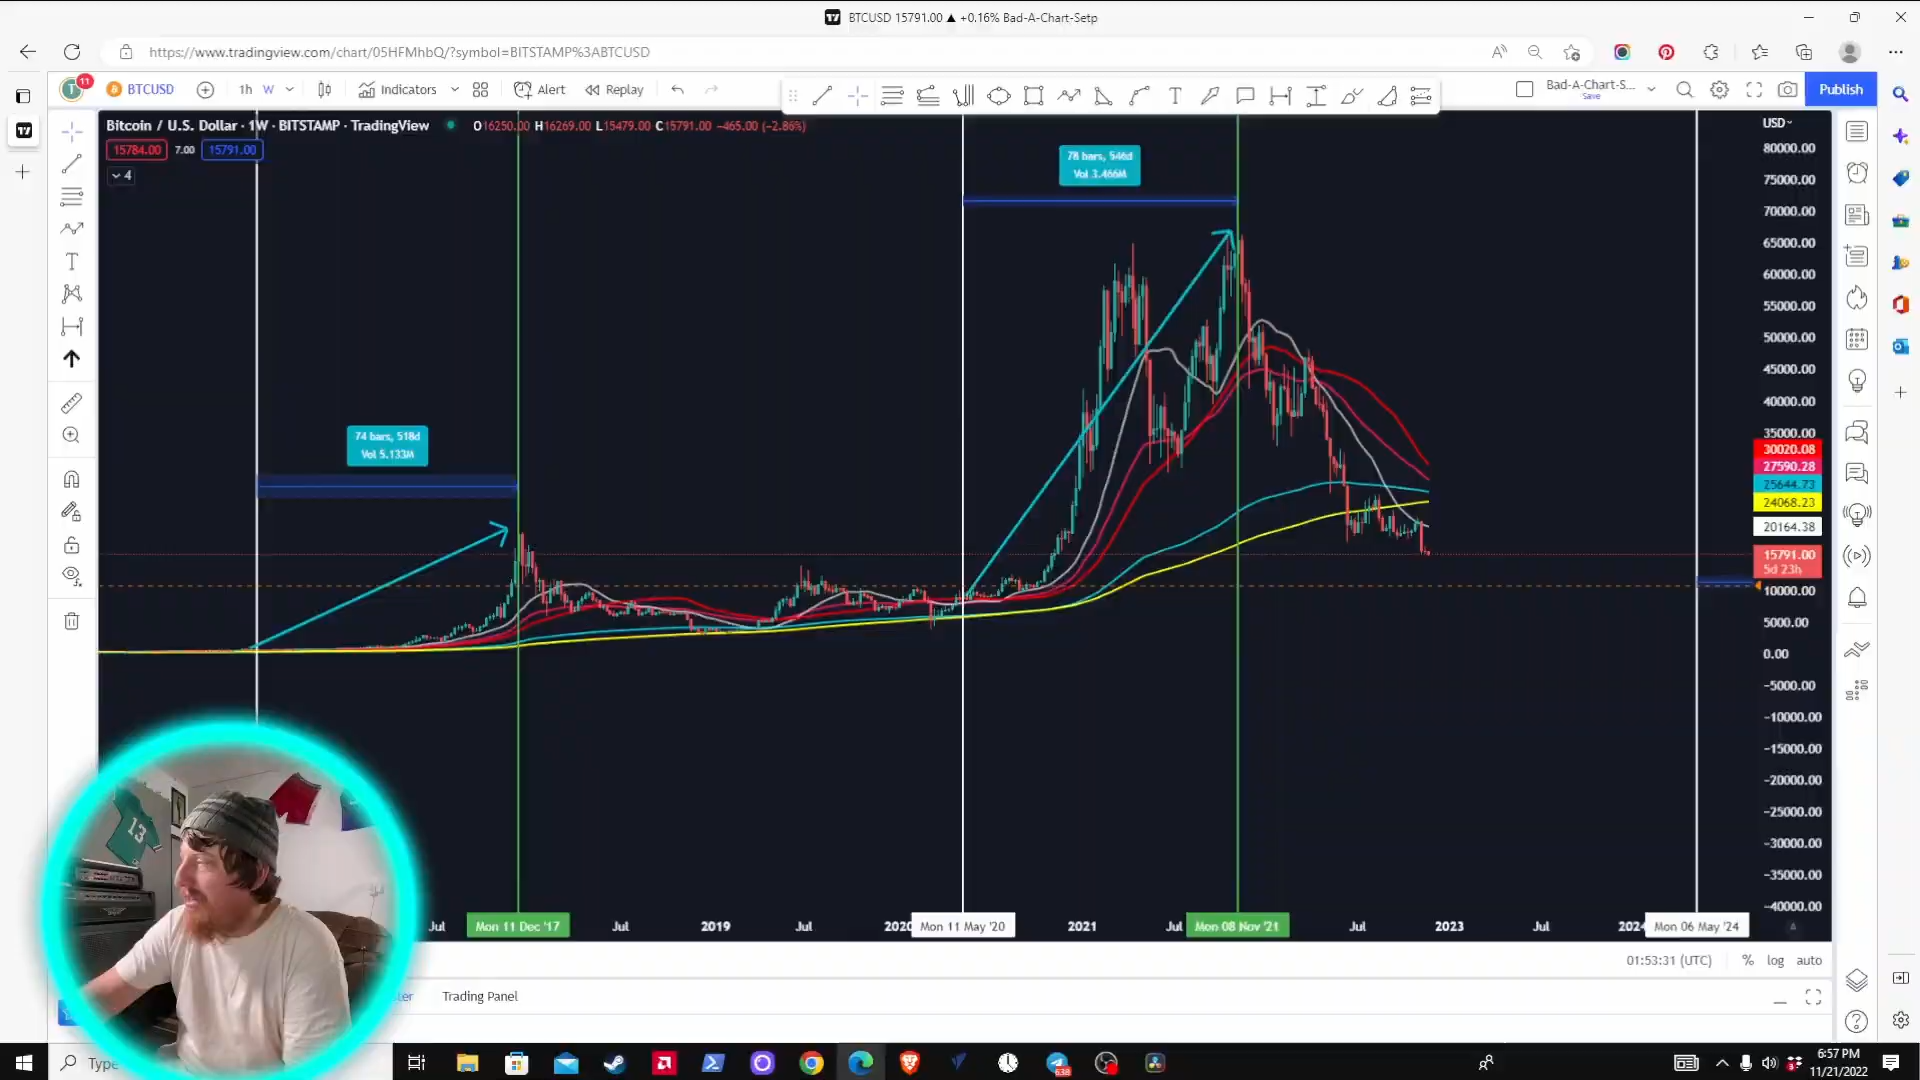 BTCUSD 15791.00 ▲ +0.16% Bad-A-Chart-Setp
https://www.tradingview.com/chart/05HFMhbQ/?symbol=BITSTAMP%3ABTCUSD
11
T
BTCUSD
1h
W
Indicators
Alert
Replay
Bad-A-Chart-S...
Save
Publish
Bitcoin / U.S. Dollar · 1W · BITSTAMP · TradingView
O16250.00 H16269.00 L15479.00 C15791.00 −465.00 (−2.86%)
15784.00
7.00
15791.00
4
78 bars, 546d
Vol 3.466M
74 bars, 518d
Vol 5.133M
USD
80000.00
75000.00
70000.00
65000.00
60000.00
55000.00
50000.00
45000.00
40000.00
35000.00
30020.08
27590.28
25644.73
24068.23
20164.38
15791.00
5d 23h
10000.00
5000.00
0.00
−5000.00
−10000.00
−15000.00
−20000.00
−25000.00
−30000.00
−35000.00
−40000.00
13
Jul
Mon 11 Dec '17
Jul
2019
Jul
2020
Mon 11 May '20
2021
Jul
Mon 08 Nov '21
Jul
2023
Jul
2024
Mon 06 May '24
01:53:31 (UTC)
%
log
auto
Trading Panel
Type
638
6:57 PM
11/21/2022